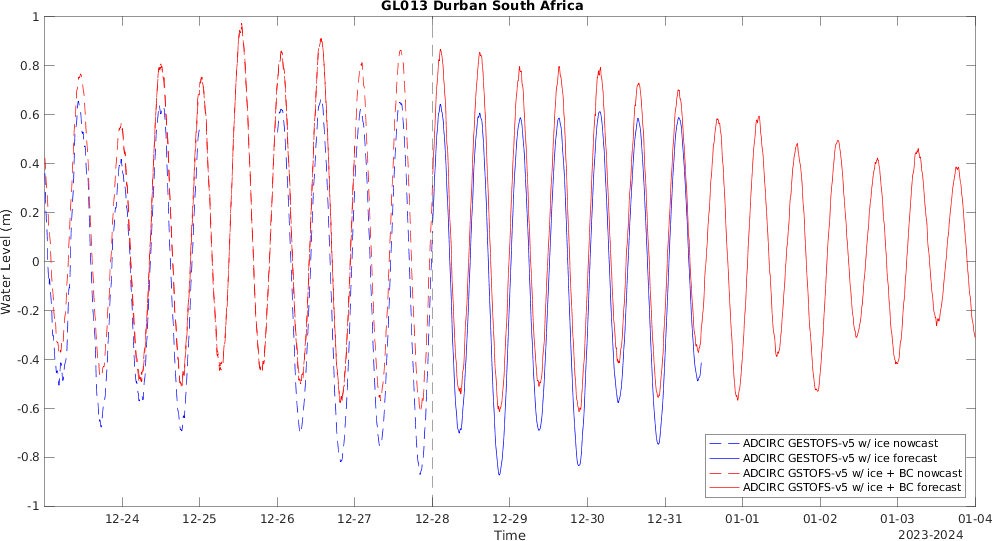 GL013 Durban South Africa
1
0.8
0.6
0.4
0.2
0
-0.2
-0.4
-0.6
-0.8
-1
Water Level (m)
12-24 12-25 12-26 12-27 12-28 12-29 12-30 12-31 01-01 01-02 01-03 01-04
Time
2023-2024
ADCIRC GESTOFS-v5 w/ ice nowcast
ADCIRC GESTOFS-v5 w/ ice forecast
ADCIRC GSTOFS-v5 w/ ice + BC nowcast
ADCIRC GSTOFS-v5 w/ ice + BC forecast